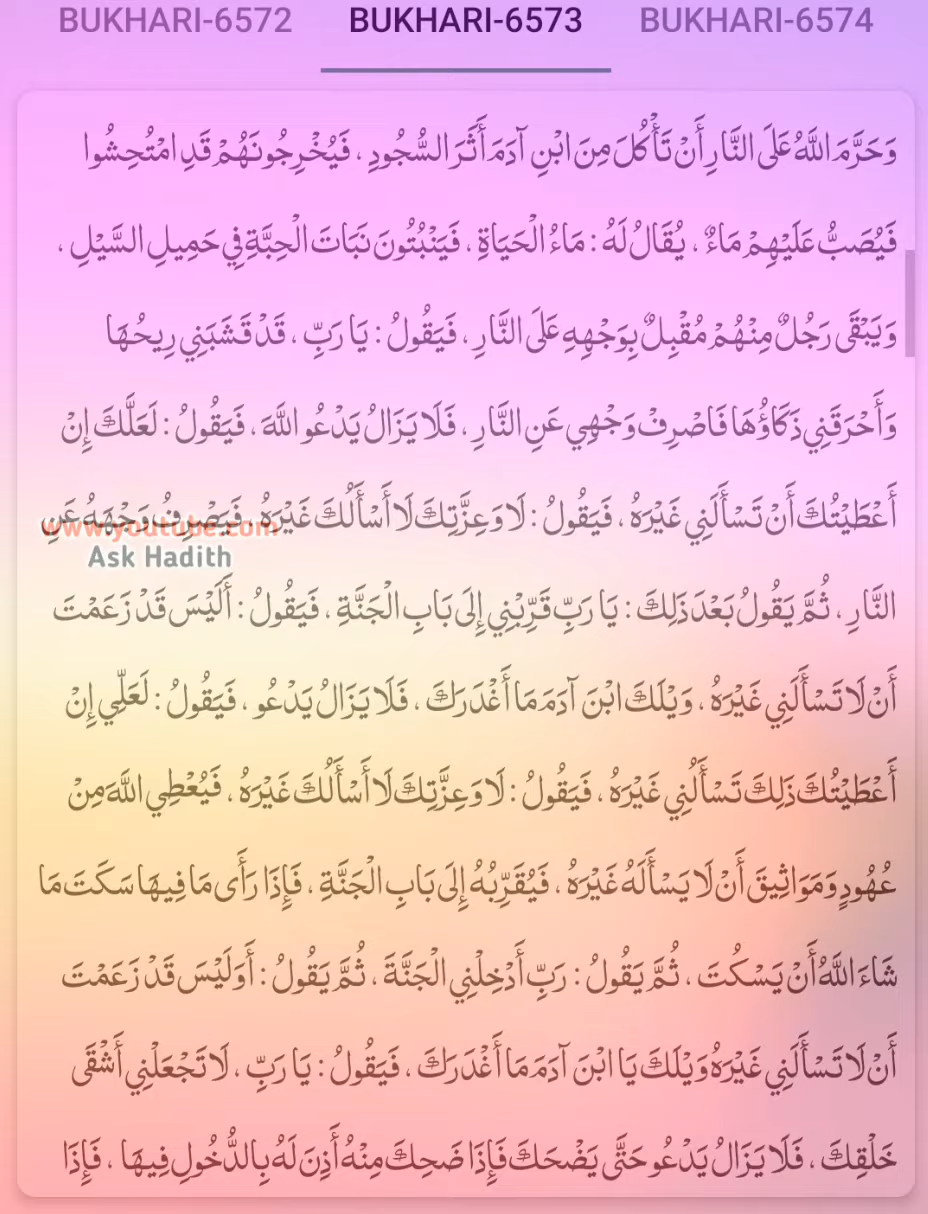 BUKHARI-6572 BUKHARI-6573 BUKHARI-6574
وَحَرَّمَ اللَّهُ عَلَى النَّارِ أَنْ تَأْكُلَ مِنَ ابْنِ آدَمَ أَثَرَ السُّجُودِ ، فَيُخْرِجُونَهُمْ قَدِ امْتُحِشُوا
فَيُصَبُّ عَلَيْهِمْ مَاءٌ ، يُقَالُ لَهُ : مَاءُ الْحَيَاةِ ، فَيَنْبُتُونَ نَبَاتَ الْحِبَّةِ فِي حَمِيلِ السَّيْلِ ،
وَيَبْقَى رَجُلٌ مِنْهُمْ مُقْبِلٌ بِوَجْهِهِ عَلَى النَّارِ ، فَيَقُولُ : يَا رَبِّ ، قَدْ قَشَبَنِي رِيحُهَا
وَأَحْرَقَنِي ذَكَاؤُهَا فَاصْرِفْ وَجْهِي عَنِ النَّارِ ، فَلَا يَزَالُ يَدْعُو اللَّهَ ، فَيَقُولُ : لَعَلَّكَ إِنْ
أَعْطَيْتُكَ أَنْ تَسْأَلَنِي غَيْرَهُ ، فَيَقُولُ : لَا وَعِزَّتِكَ لَا أَسْأَلُكَ غَيْرَهُ ، فَيَصْرِفُ وَجْهَهُ عَنِ
www.youtube.com
Ask Hadith
النَّارِ ، ثُمَّ يَقُولُ بَعْدَ ذَلِكَ : يَا رَبِّ قَرِّبْنِي إِلَى بَابِ الْجَنَّةِ ، فَيَقُولُ : أَلَيْسَ قَدْ زَعَمْتَ
أَنْ لَا تَسْأَلَنِي غَيْرَهُ ، وَيْلَكَ ابْنَ آدَمَ مَا أَغْدَرَكَ ، فَلَا يَزَالُ يَدْعُو ، فَيَقُولُ : لَعَلِّي إِنْ
أَعْطَيْتُكَ ذَلِكَ تَسْأَلُنِي غَيْرَهُ ، فَيَقُولُ : لَا وَعِزَّتِكَ لَا أَسْأَلُكَ غَيْرَهُ ، فَيُعْطِي اللَّهَ مِنْ
عُهُودٍ وَمَوَاثِيقَ أَنْ لَا يَسْأَلَهُ غَيْرَهُ ، فَيُقَرِّبُهُ إِلَى بَابِ الْجَنَّةِ ، فَإِذَا رَأَى مَا فِيهَا سَكَتَ مَا
شَاءَ اللَّهُ أَنْ يَسْكُتَ ، ثُمَّ يَقُولُ : رَبِّ أَدْخِلْنِي الْجَنَّةَ ، ثُمَّ يَقُولُ : أَوَلَيْسَ قَدْ زَعَمْتَ
أَنْ لَا تَسْأَلَنِي غَيْرَهُ وَيْلَكَ يَا ابْنَ آدَمَ مَا أَغْدَرَكَ ، فَيَقُولُ : يَا رَبِّ ، لَا تَجْعَلْنِي أَشْقَى
خَلْقِكَ ، فَلَا يَزَالُ يَدْعُو حَتَّى يَضْحَكَ فَإِذَا ضَحِكَ مِنْهُ أَذِنَ لَهُ بِالدُّخُولِ فِيهَا ، فَإِذَا